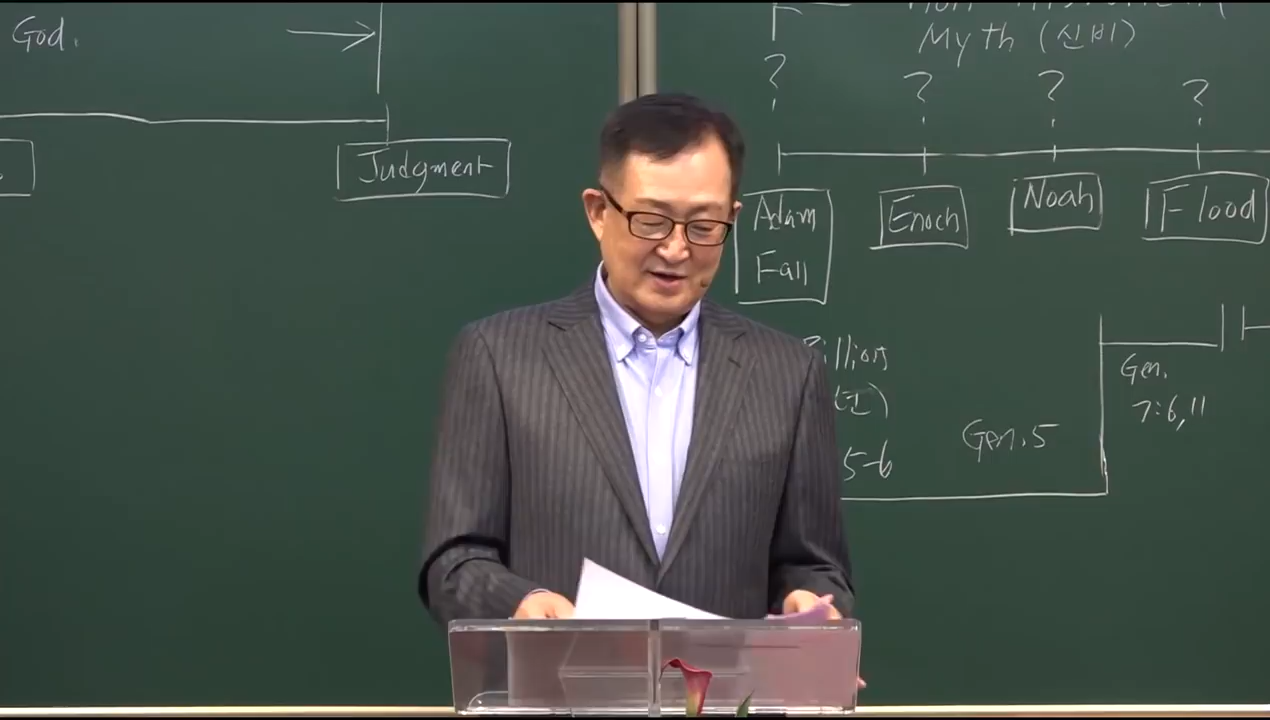 God.
Judgment
Myth (신비)
? ? ? ?
Adam
Fall
Enoch
Noah
Flood
Gen. 5
5-6
Gen.
7:6, 11